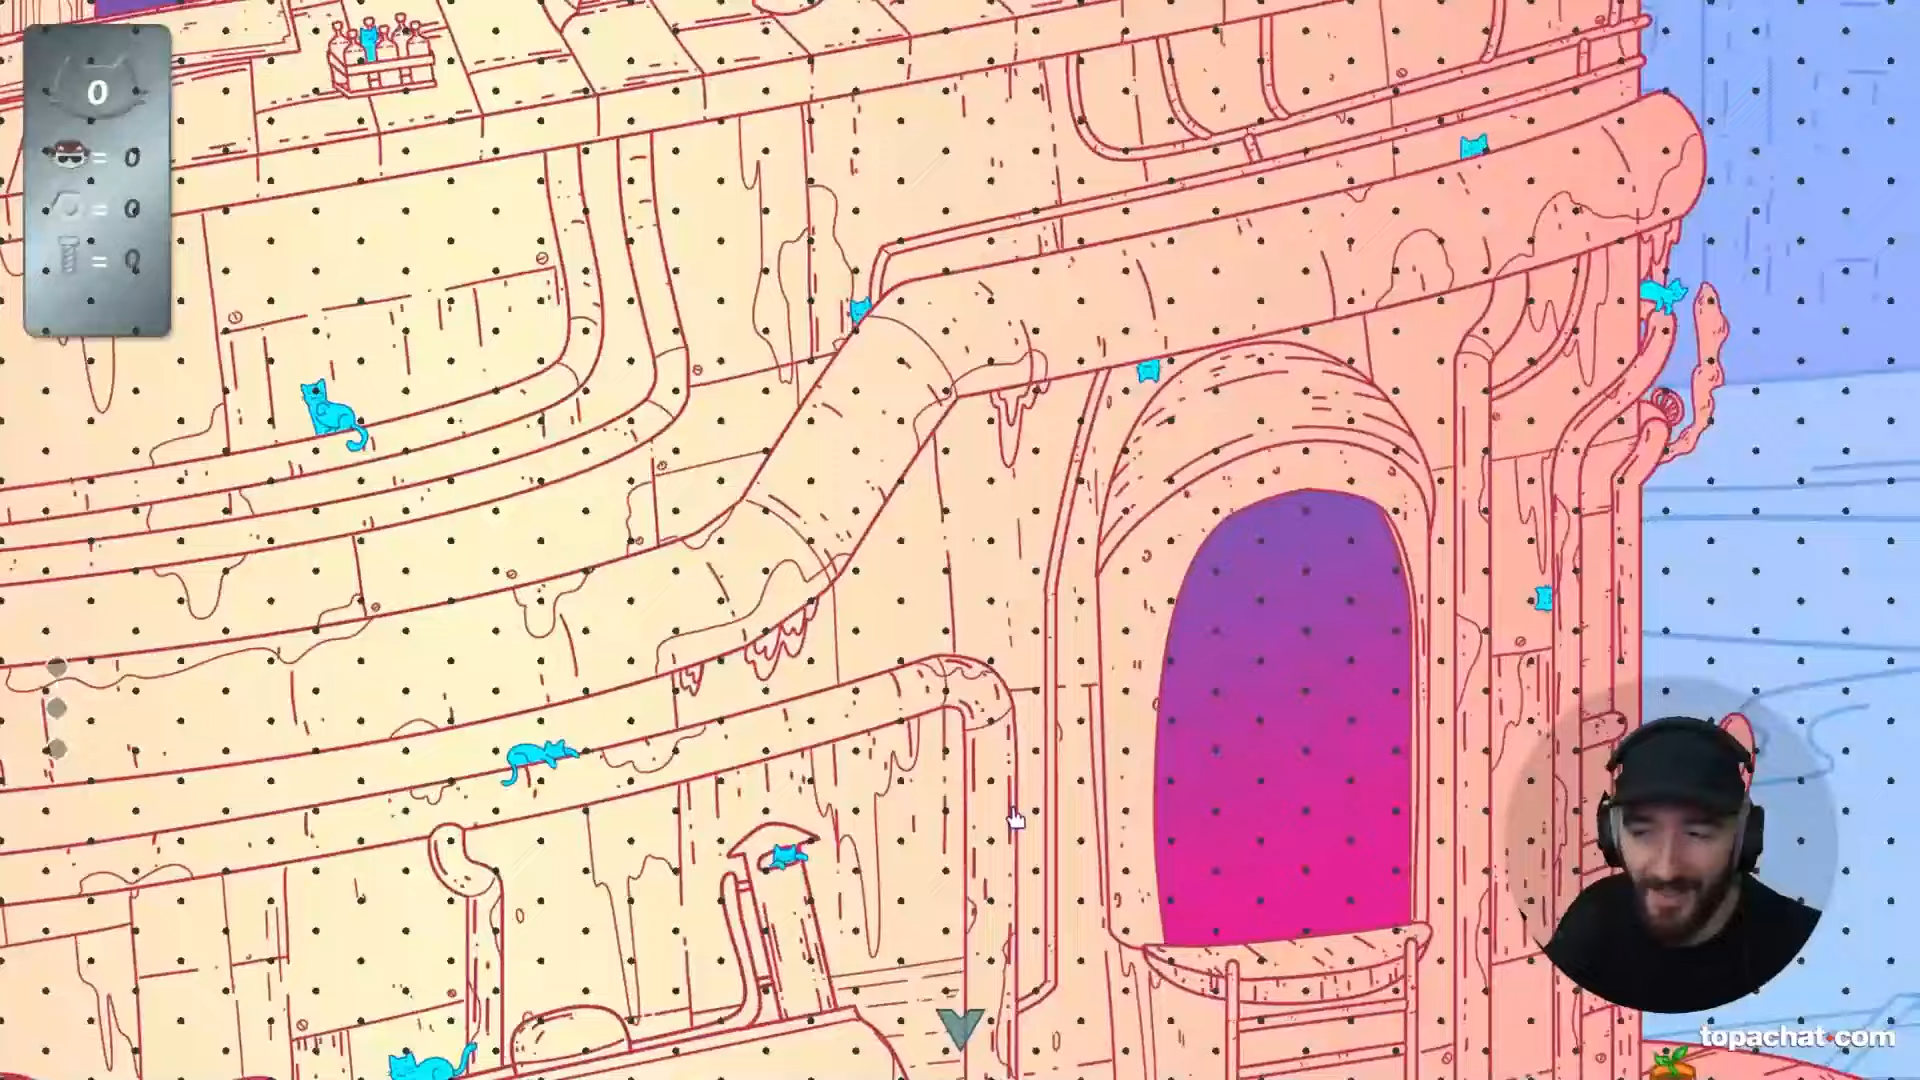 0
= 0
= 0
= 0
topachat.com